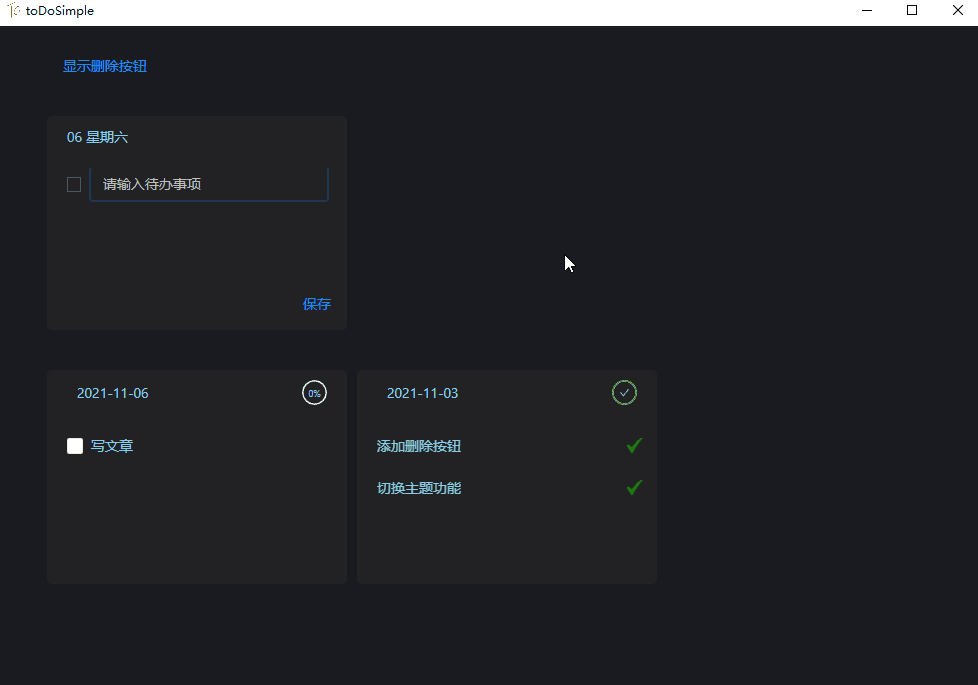 toDoSimple
显示删除按钮
06 星期六
请输入待办事项
保存
2021-11-06
0%
2021-11-03
写文章
添加删除按钮
切换主题功能